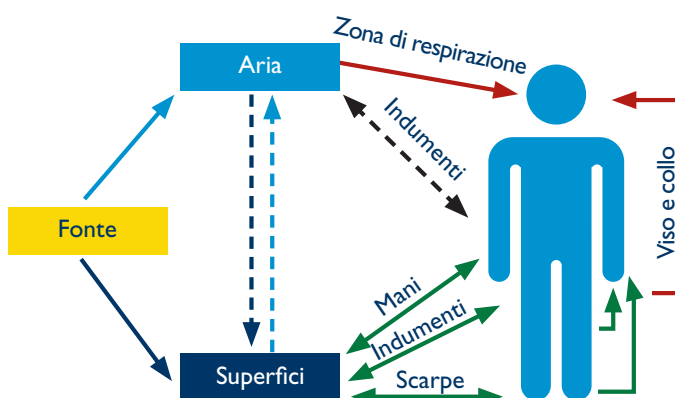 Zona di respirazione
Aria
Indumenti
Viso e collo
Fonte
Mani
Indumenti
Superfici
Scarpe